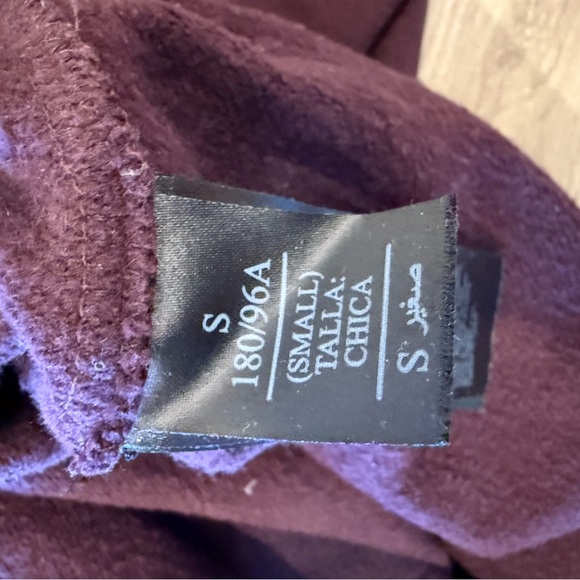 S
180/96A
(SMALL)
TALLA:
CHICA
S صغير